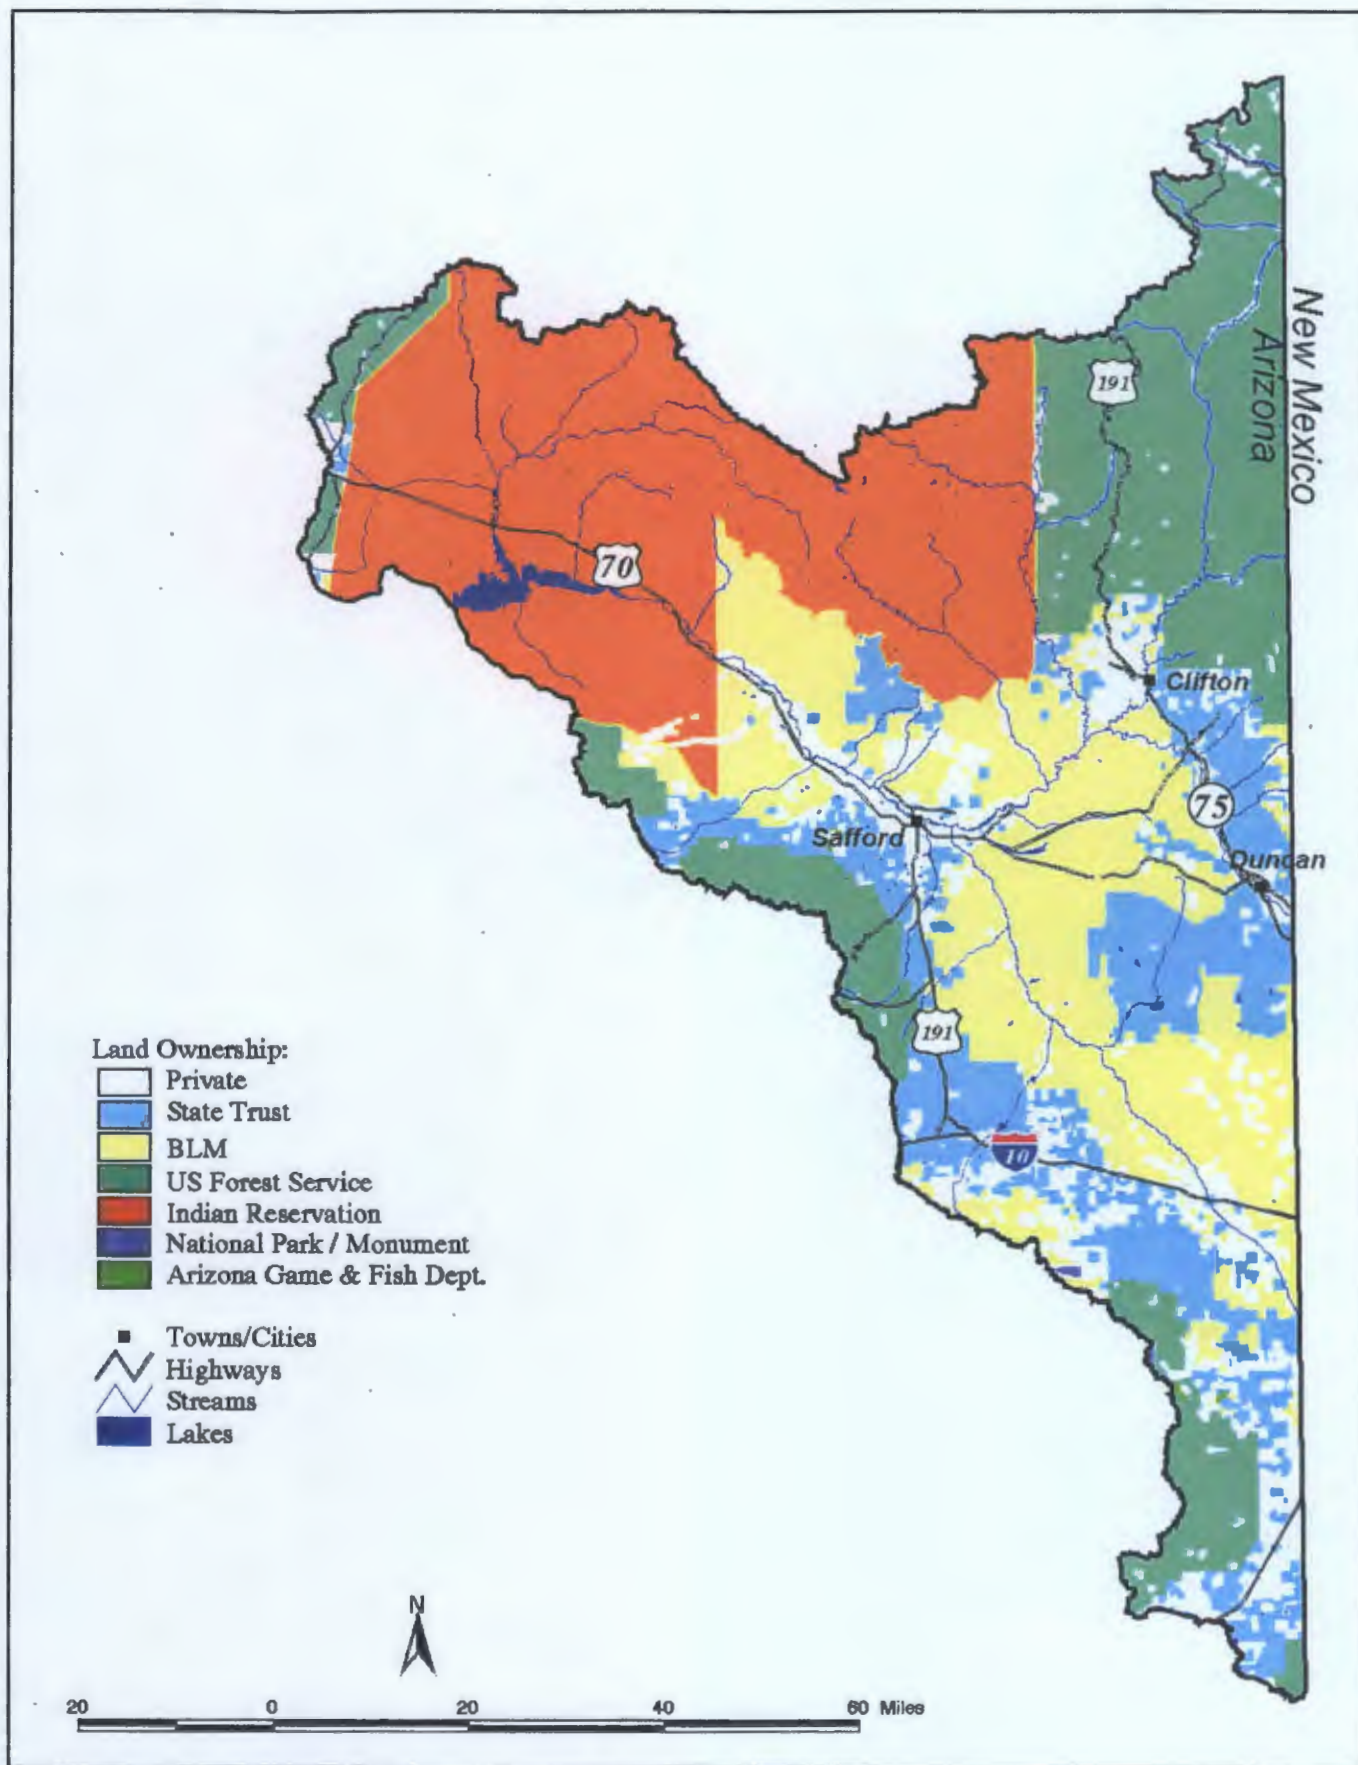 New Mexico
Arizona
191
70
Clifton
75
Safford
Duncan
191
10
Land Ownership:
Private
State Trust
BLM
US Forest Service
Indian Reservation
National Park / Monument
Arizona Game & Fish Dept.
Towns/Cities
Highways
Streams
Lakes
N
20 0 20 40 60 Miles